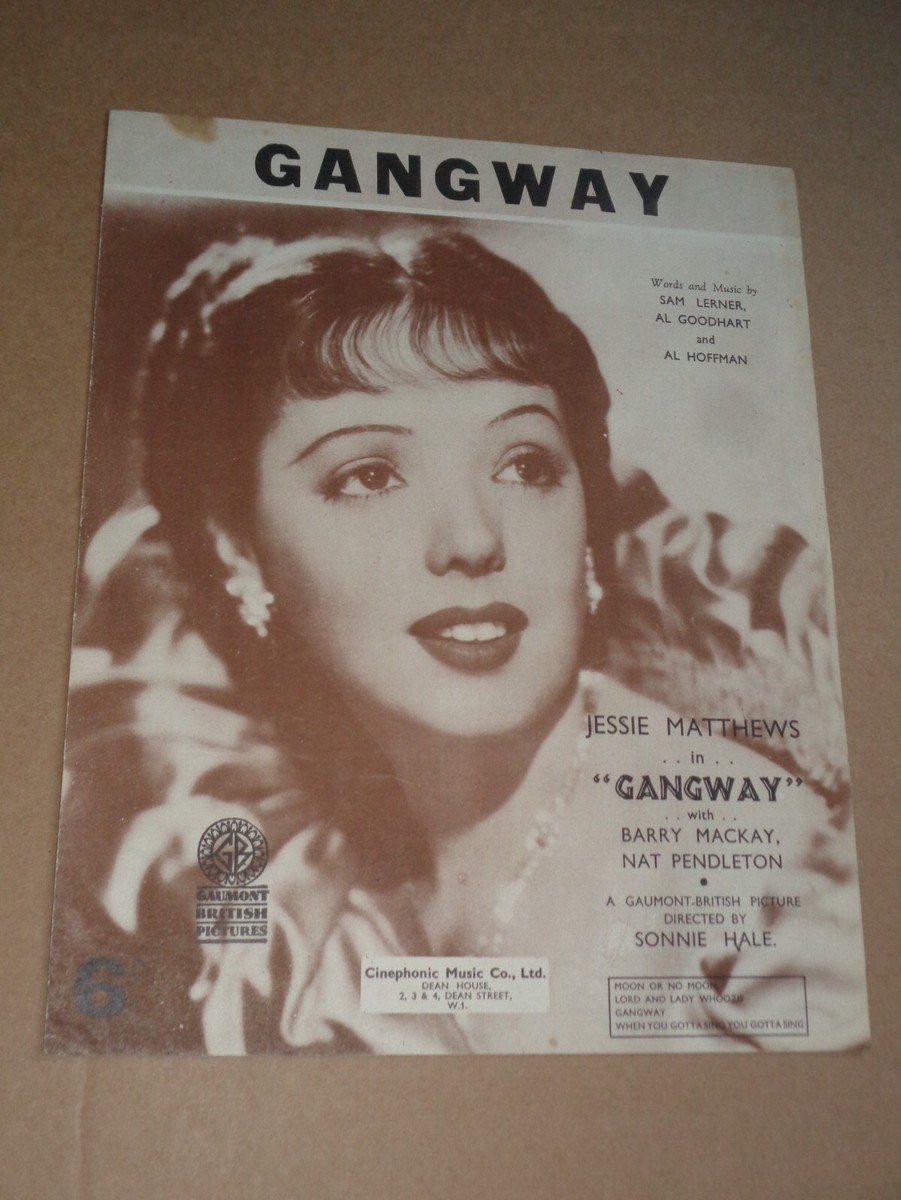 GANGWAY
Words and Music by
SAM LERNER,
AL GOODHART
and
AL HOFFMAN
JESSIE MATTHEWS
. . in . .
“GANGWAY”
. . with . .
BARRY MACKAY,
NAT PENDLETON
•
A GAUMONT-BRITISH PICTURE
DIRECTED BY
SONNIE HALE.
GB
GAUMONT
BRITISH
PICTURES
6
Cinephonic Music Co., Ltd.
DEAN HOUSE,
2, 3 & 4, DEAN STREET,
W.1.
MOON OR NO MOON
LORD AND LADY WHOOZIS
GANGWAY
WHEN YOU GOTTA SING YOU GOTTA SING